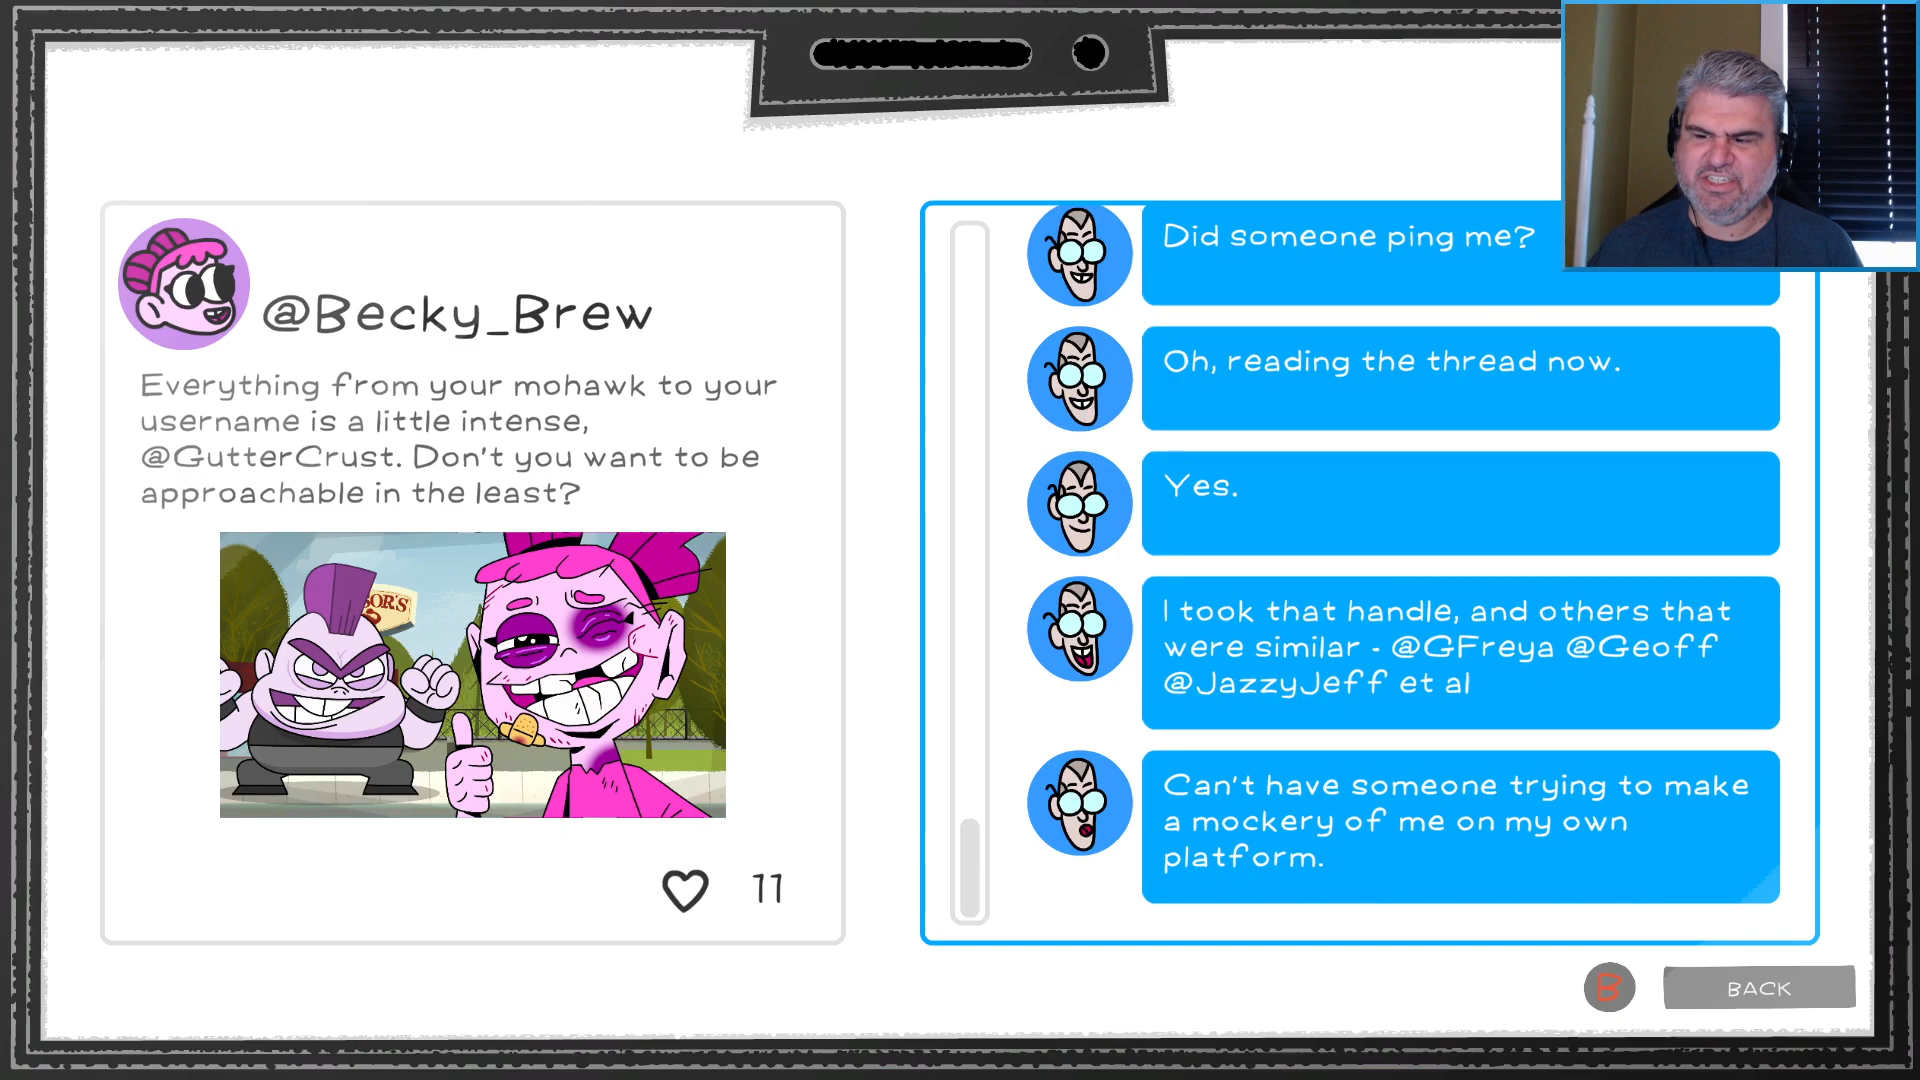 @Becky_Brew
Everything from your mohawk to your
username is a little intense,
@GutterCrust. Don't you want to be
approachable in the least?
OR'S
11
Did someone ping me?
Oh, reading the thread now.
Yes.
I took that handle, and others that
were similar - @GFreya @Geoff
@JazzyJeff et al
Can't have someone trying to make
a mockery of me on my own
platform.
B
BACK